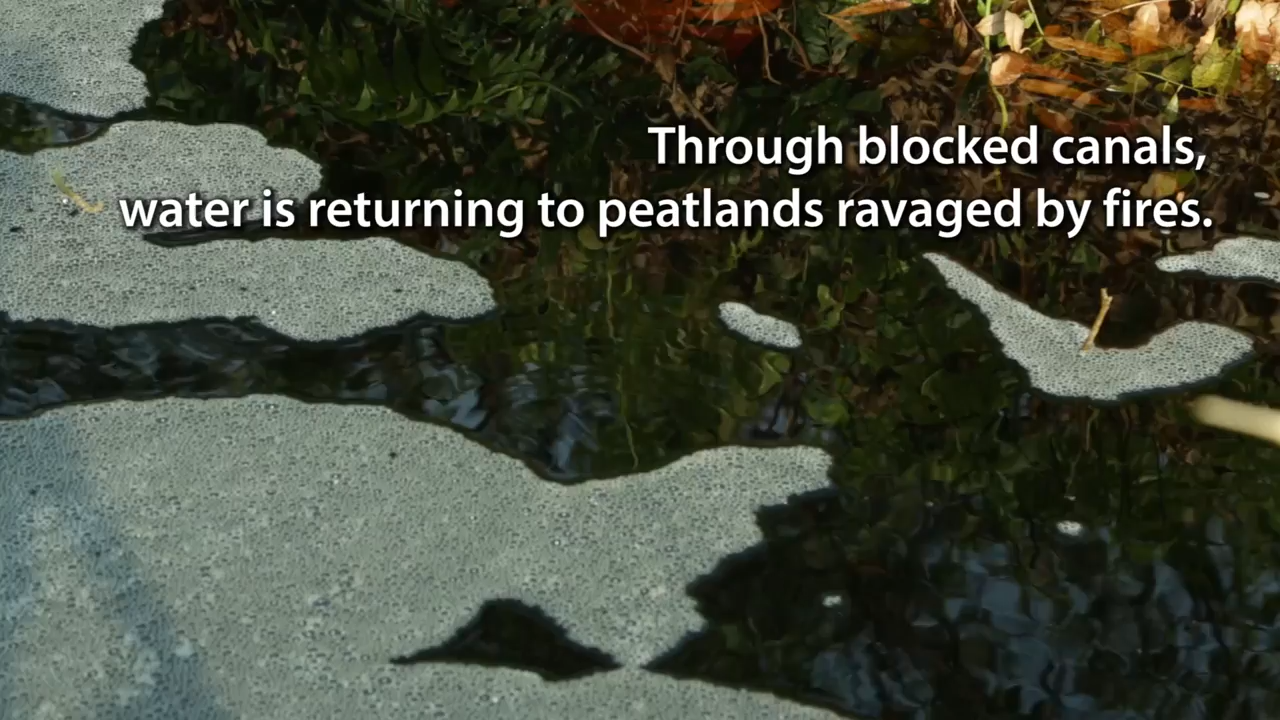 Through blocked canals,
water is returning to peatlands ravaged by fires.